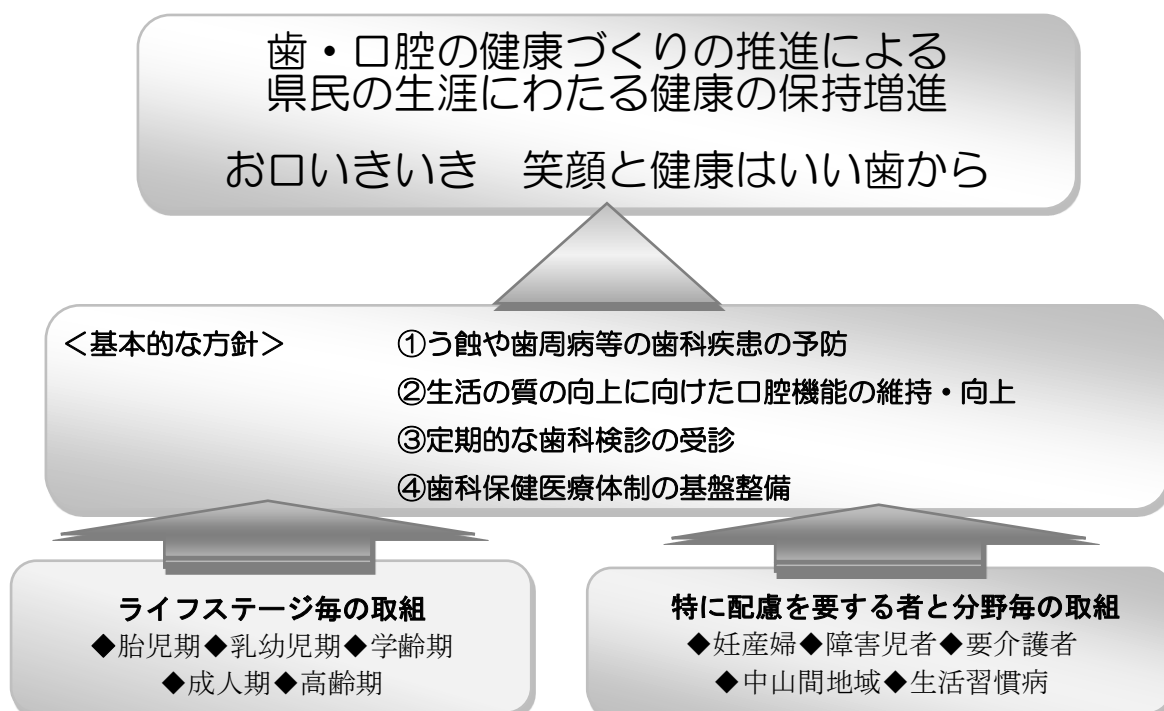 歯・口腔の健康づくりの推進による
県民の生涯にわたる健康の保持増進
お口いきいき　笑顔と健康はいい歯から
＜基本的な方針＞　①う蝕や歯周病等の歯科疾患の予防
②生活の質の向上に向けた口腔機能の維持・向上
③定期的な歯科検診の受診
④歯科保健医療体制の基盤整備
ライフステージ毎の取組
◆胎児期◆乳幼児期◆学齢期
◆成人期◆高齢期
特に配慮を要する者と分野毎の取組
◆妊産婦◆障害児者◆要介護者
◆中山間地域◆生活習慣病